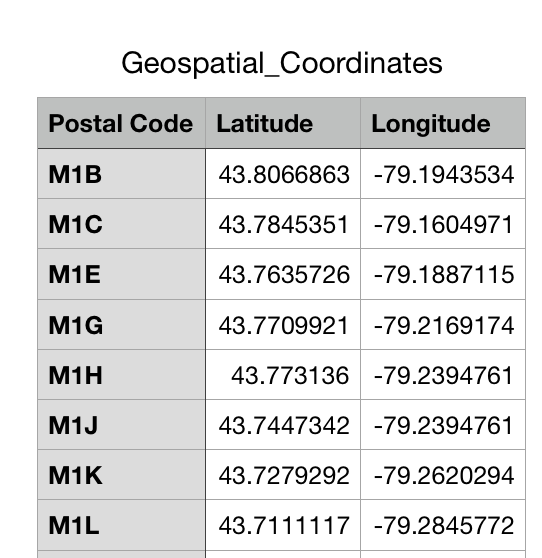 Geospatial_Coordinates
Postal Code Latitude Longitude
M1B 43.8066863 -79.1943534
M1C 43.7845351 -79.1604971
M1E 43.7635726 -79.1887115
M1G 43.7709921 -79.2169174
M1H 43.773136 -79.2394761
M1J 43.7447342 -79.2394761
M1K 43.7279292 -79.2620294
M1L 43.7111117 -79.2845772